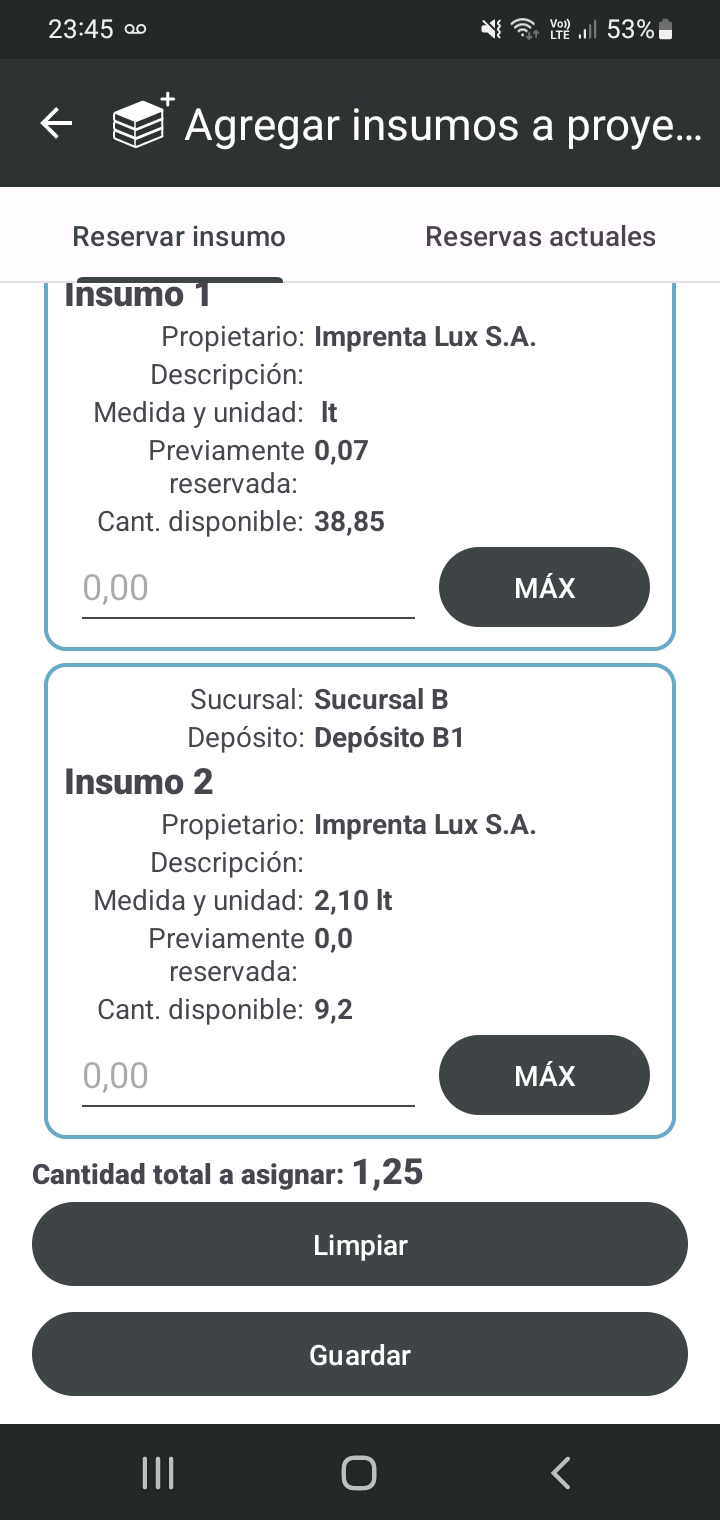 23:45
Vo))
LTE
53%
Agregar insumos a proye...
Reservar insumo
Reservas actuales
Insumo 1
Propietario: Imprenta Lux S.A.
Descripción:
Medida y unidad: lt
Previamente 0,07
reservada:
Cant. disponible: 38,85
0,00
MÁX
Sucursal: Sucursal B
Depósito: Depósito B1
Insumo 2
Propietario: Imprenta Lux S.A.
Descripción:
Medida y unidad: 2,10 lt
Previamente 0,0
reservada:
Cant. disponible: 9,2
0,00
MÁX
Cantidad total a asignar: 1,25
Limpiar
Guardar